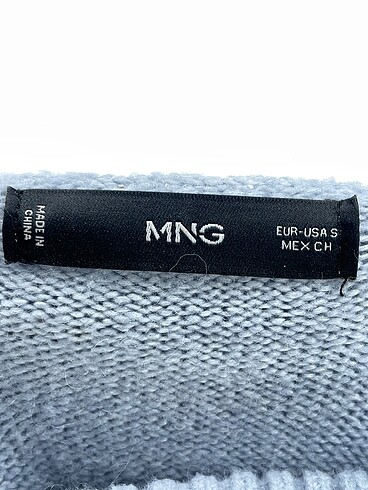 MADE IN
CHINA
MNG
EUR-USA S
MEX CH